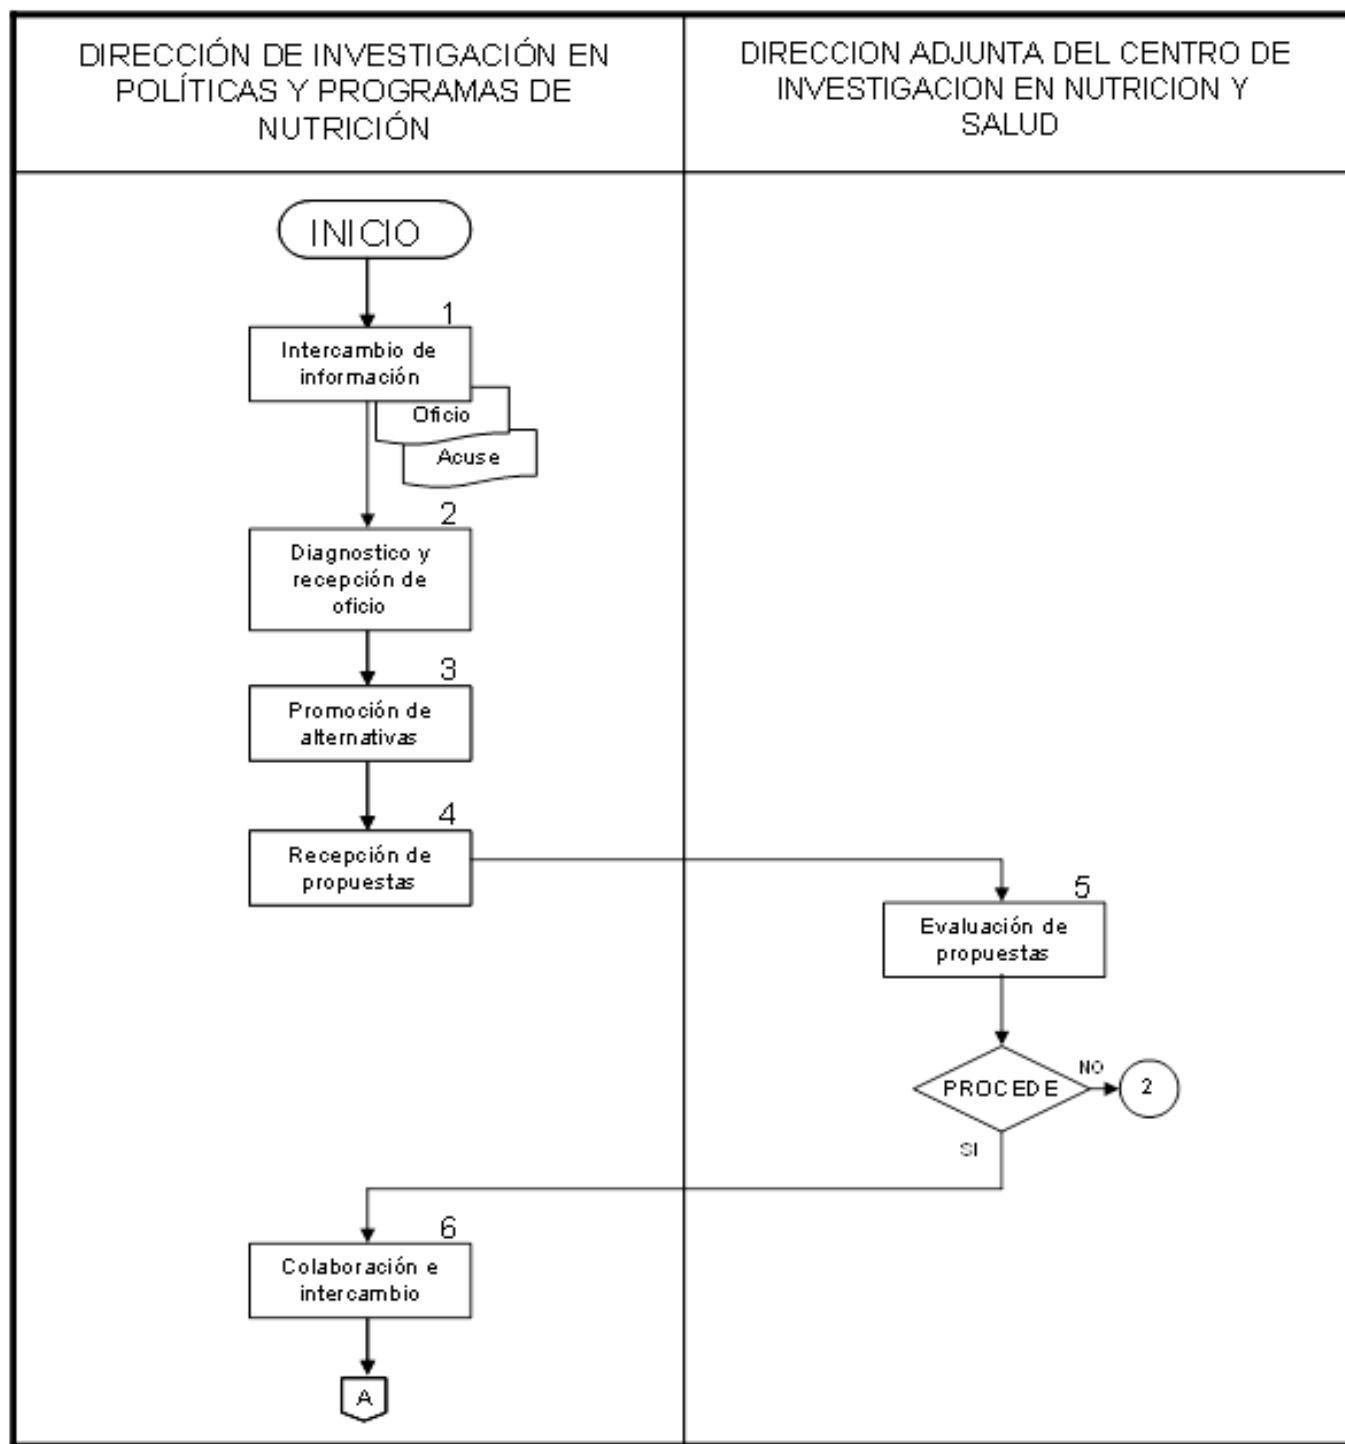 DIRECCIÓN DE INVESTIGACIÓN EN
POLÍTICAS Y PROGRAMAS DE
NUTRICIÓN
DIRECCION ADJUNTA DEL CENTRO DE
INVESTIGACION EN NUTRICION Y
SALUD
INICIO
1
Intercambio de
información
Oficio
Acuse
2
Diagnostico y
recepción de
oficio
3
Promoción de
alternativas
4
Recepción de
propuestas
5
Evaluación de
propuestas
PROCEDE
NO
2
SI
6
Colaboración e
intercambio
A